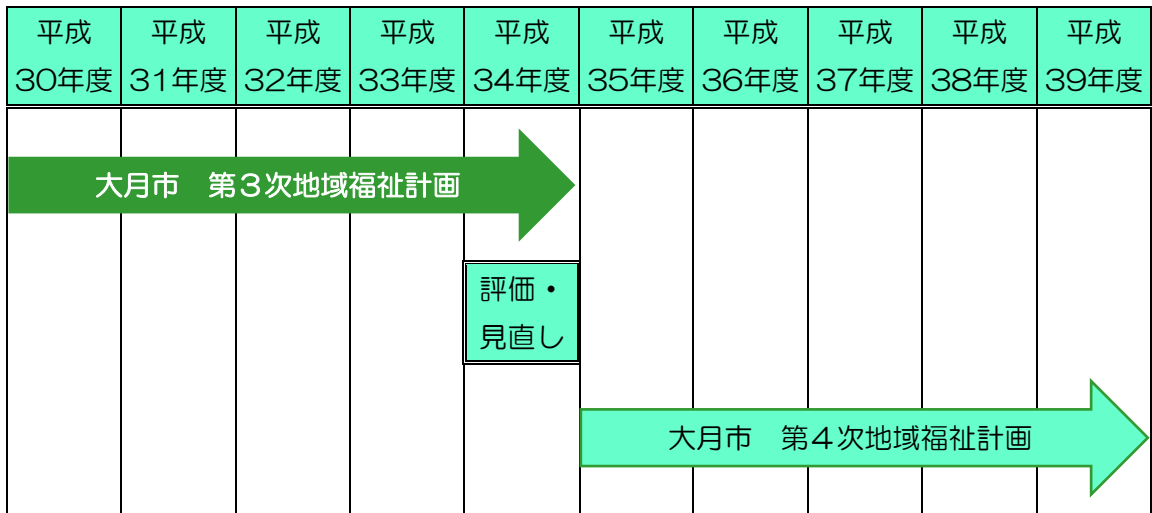 平成 平成 平成 平成 平成 平成 平成 平成 平成 平成
30年度 31年度 32年度 33年度 34年度 35年度 36年度 37年度 38年度 39年度
大月市　第３次地域福祉計画
評価・
見直し
大月市　第４次地域福祉計画